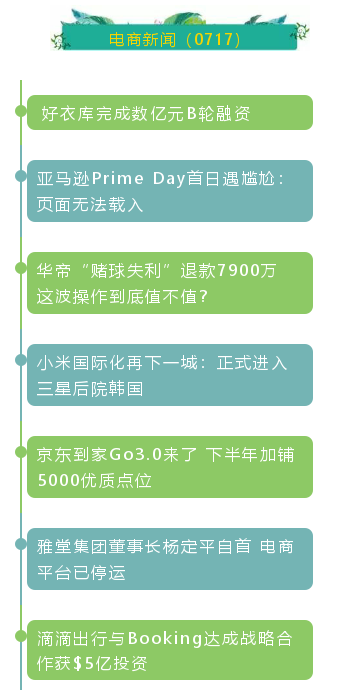 电商新闻（0717）
好衣库完成数亿元B轮融资
亚马逊Prime Day首日遇尴尬：
页面无法载入
华帝“赌球失利”退款7900万
这波操作到底值不值？
小米国际化再下一城：正式进入
三星后院韩国
京东到家Go3.0来了 下半年加铺
5000优质点位
雅堂集团董事长杨定平自首 电商
平台已停运
滴滴出行与Booking达成战略合
作获$5亿投资